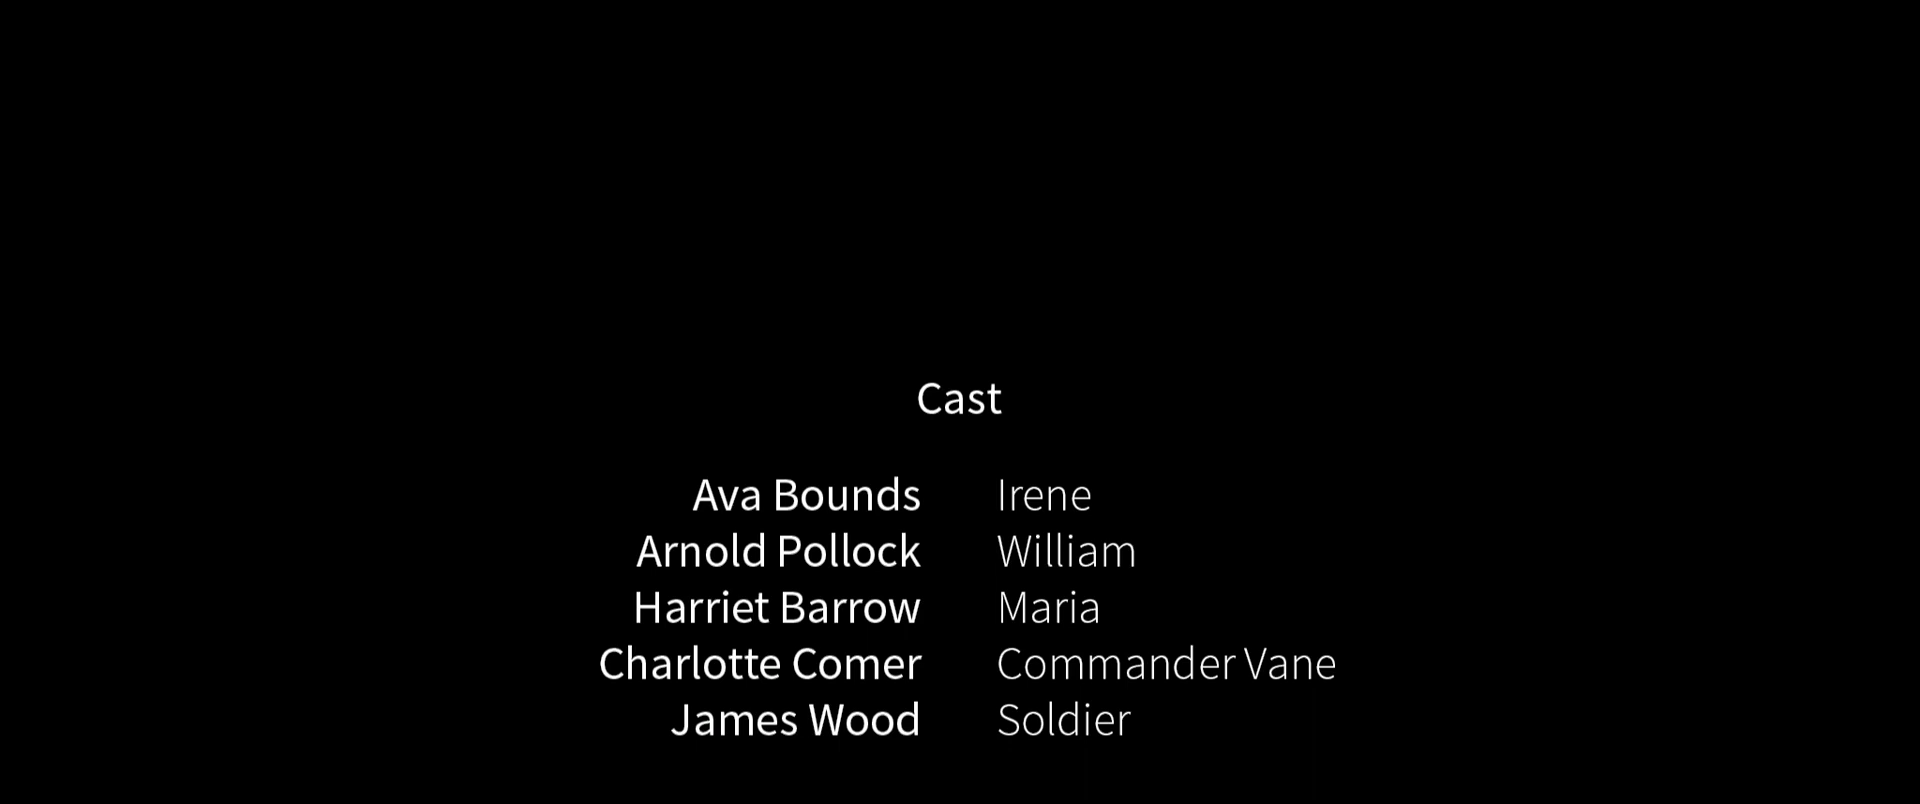 Cast
Ava Bounds Irene
Arnold Pollock William
Harriet Barrow Maria
Charlotte Comer Commander Vane
James Wood Soldier